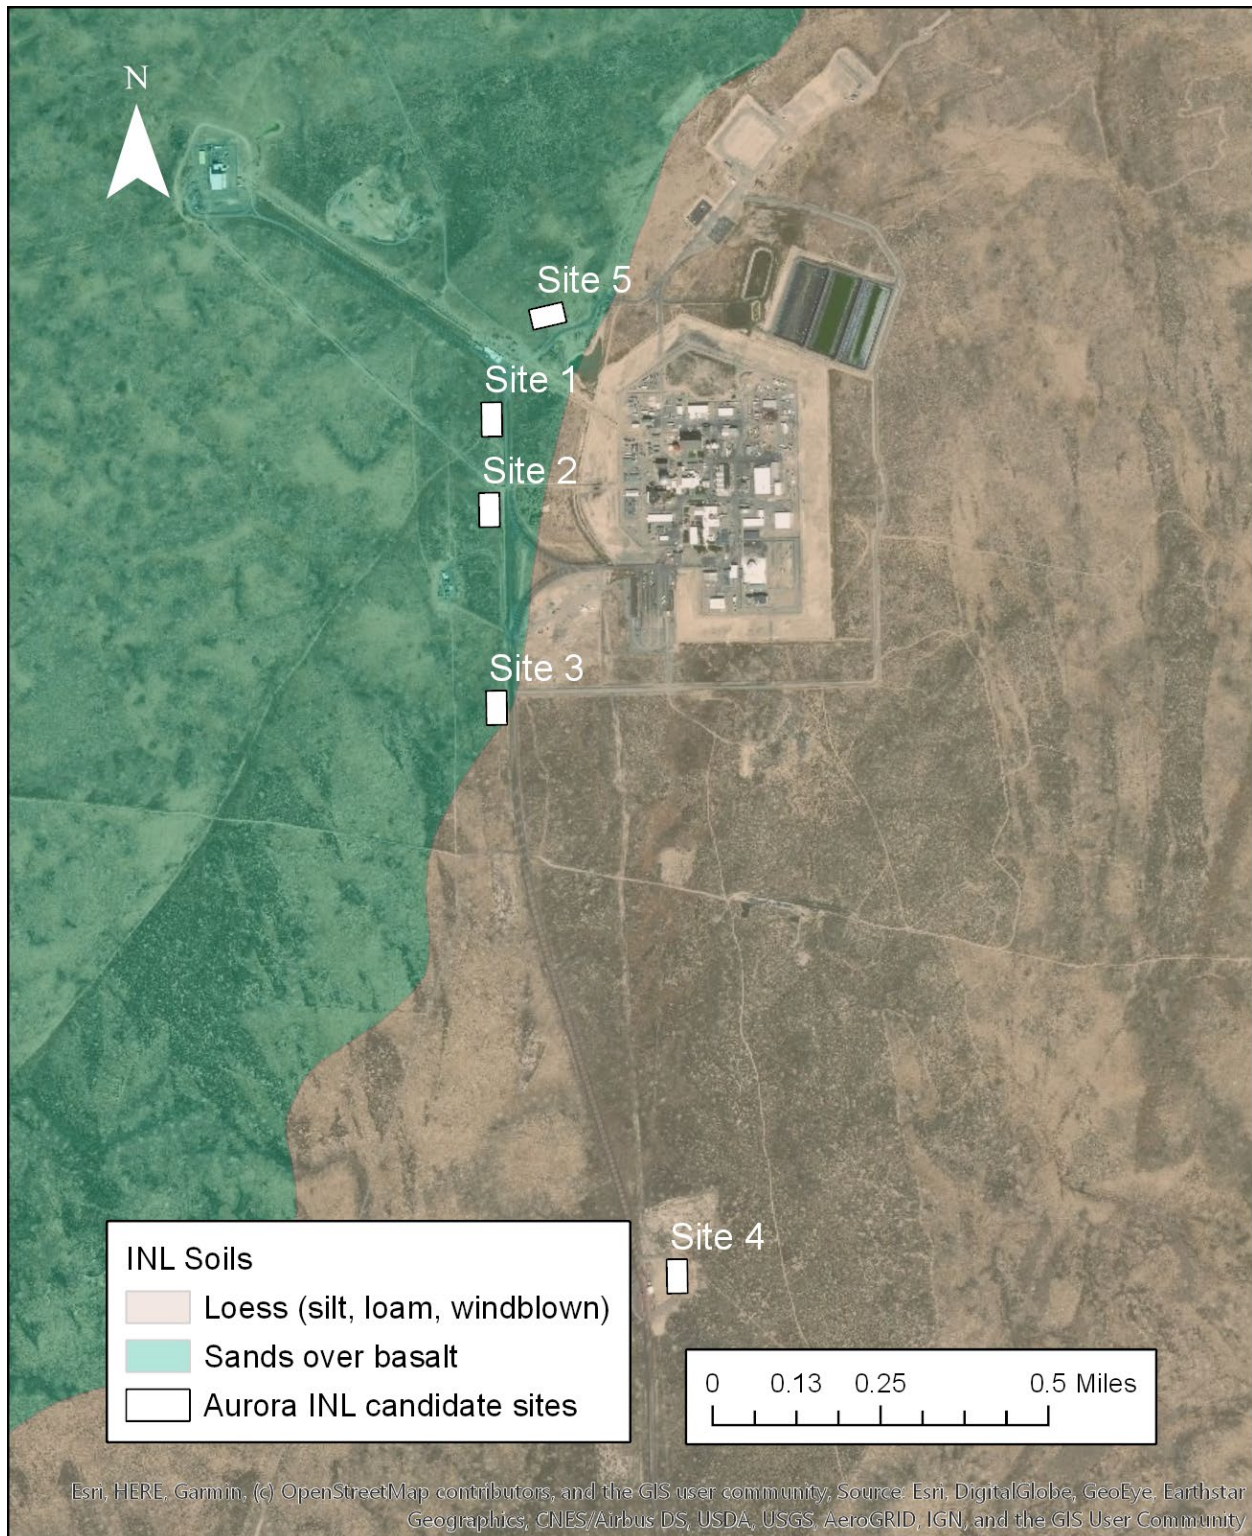 N
Site 5
Site 1
Site 2
Site 3
Site 4
INL Soils
Loess (silt, loam, windblown)
Sands over basalt
Aurora INL candidate sites
0 0.13 0.25 0.5 Miles
Esri, HERE, Garmin, (c) OpenStreetMap contributors, and the GIS user community, Source: Esri, DigitalGlobe, GeoEye, Earthstar
Geographics, CNES/Airbus DS, USDA, USGS, AeroGRID, IGN, and the GIS User Community